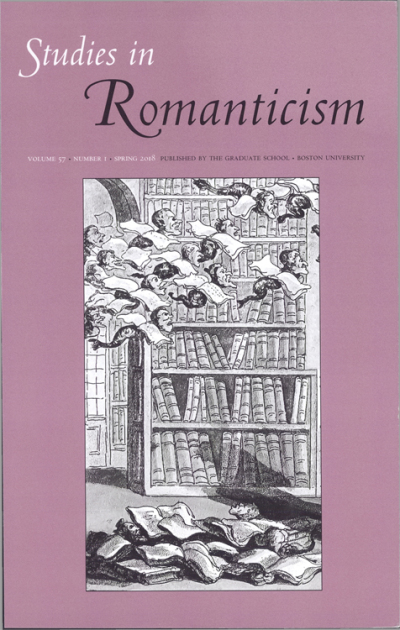 Studies in
Romanticism
VOLUME 57 • NUMBER 1 • SPRING 2018 PUBLISHED BY THE GRADUATE SCHOOL • BOSTON UNIVERSITY